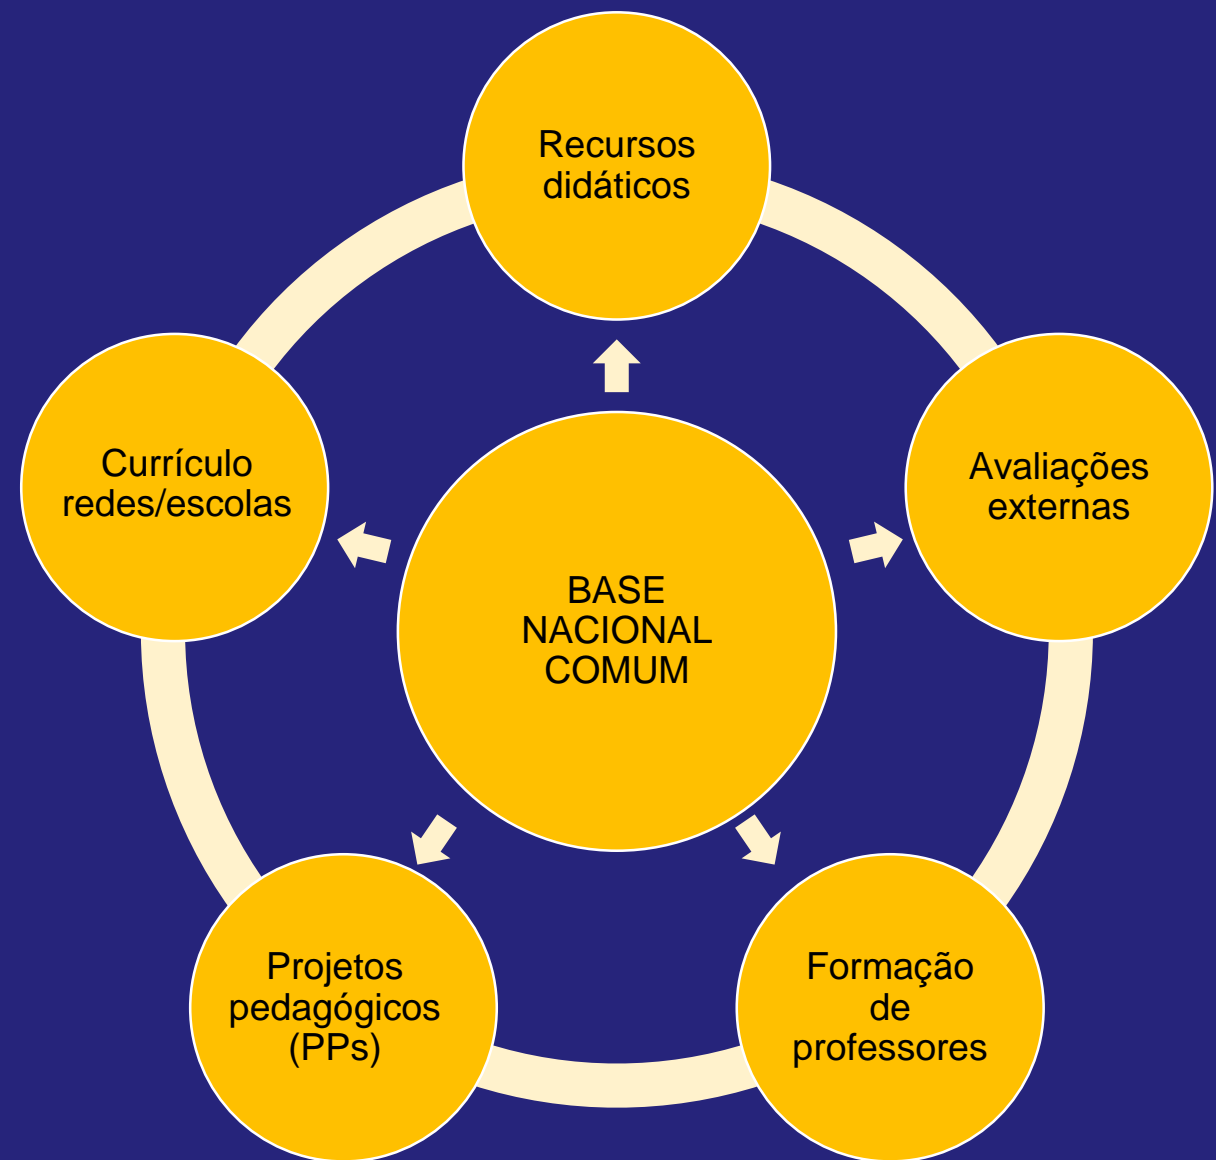 Recursos
didáticos
Currículo
redes/escolas
Avaliações
externas
BASE
NACIONAL
COMUM
Projetos
pedagógicos
(PPs)
Formação
de
professores